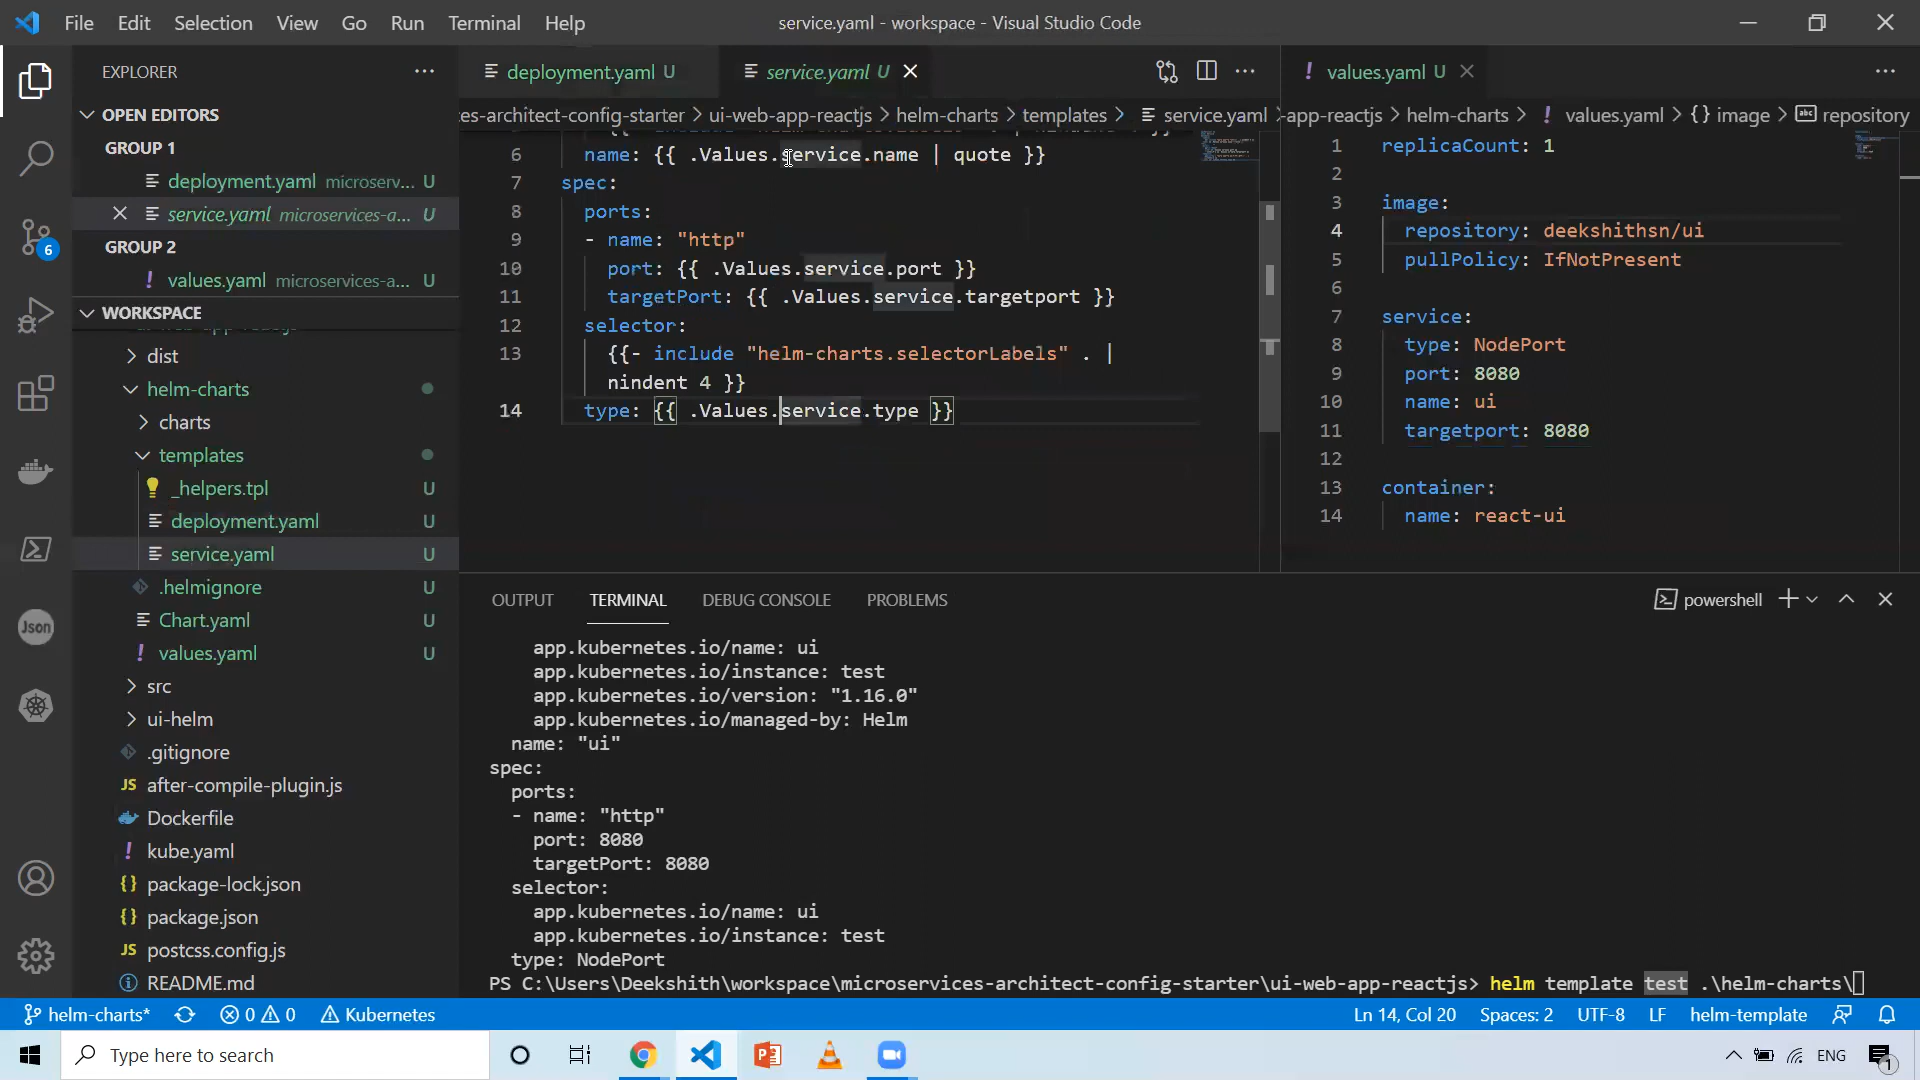 File Edit Selection View Go Run Terminal Help
service.yaml - workspace - Visual Studio Code
EXPLORER
OPEN EDITORS
GROUP 1
deployment.yaml microserv... U
service.yaml microservices-a... U
GROUP 2
values.yaml microservices-a... U
WORKSPACE
dist
helm-charts
charts
templates
_helpers.tpl U
deployment.yaml U
service.yaml U
.helmignore U
Chart.yaml U
values.yaml U
src
ui-helm
.gitignore
after-compile-plugin.js
Dockerfile
kube.yaml
package-lock.json
package.json
postcss.config.js
README.md
6
Json
deployment.yaml U
service.yaml U
es-architect-config-starter > ui-web-app-reactjs > helm-charts > templates > service.yaml
6 name: {{ .Values.service.name | quote }}
7 spec:
8 ports:
9 - name: "http"
10 port: {{ .Values.service.port }}
11 targetPort: {{ .Values.service.targetport }}
12 selector:
13 {{- include "helm-charts.selectorLabels" . |
nindent 4 }}
14 type: {{ .Values.service.type }}
values.yaml U
-app-reactjs > helm-charts > values.yaml > {} image > repository
1 replicaCount: 1
2
3 image:
4 repository: deekshithsn/ui
5 pullPolicy: IfNotPresent
6
7 service:
8 type: NodePort
9 port: 8080
10 name: ui
11 targetport: 8080
12
13 container:
14 name: react-ui
OUTPUT TERMINAL DEBUG CONSOLE PROBLEMS
powershell
app.kubernetes.io/name: ui
app.kubernetes.io/instance: test
app.kubernetes.io/version: "1.16.0"
app.kubernetes.io/managed-by: Helm
name: "ui"
spec:
ports:
- name: "http"
port: 8080
targetPort: 8080
selector:
app.kubernetes.io/name: ui
app.kubernetes.io/instance: test
type: NodePort
PS C:\Users\Deekshith\workspace\microservices-architect-config-starter\ui-web-app-reactjs> helm template test .\helm-charts\
helm-charts* 0 0 Kubernetes
Ln 14, Col 20 Spaces: 2 UTF-8 LF helm-template
Type here to search
ENG
1